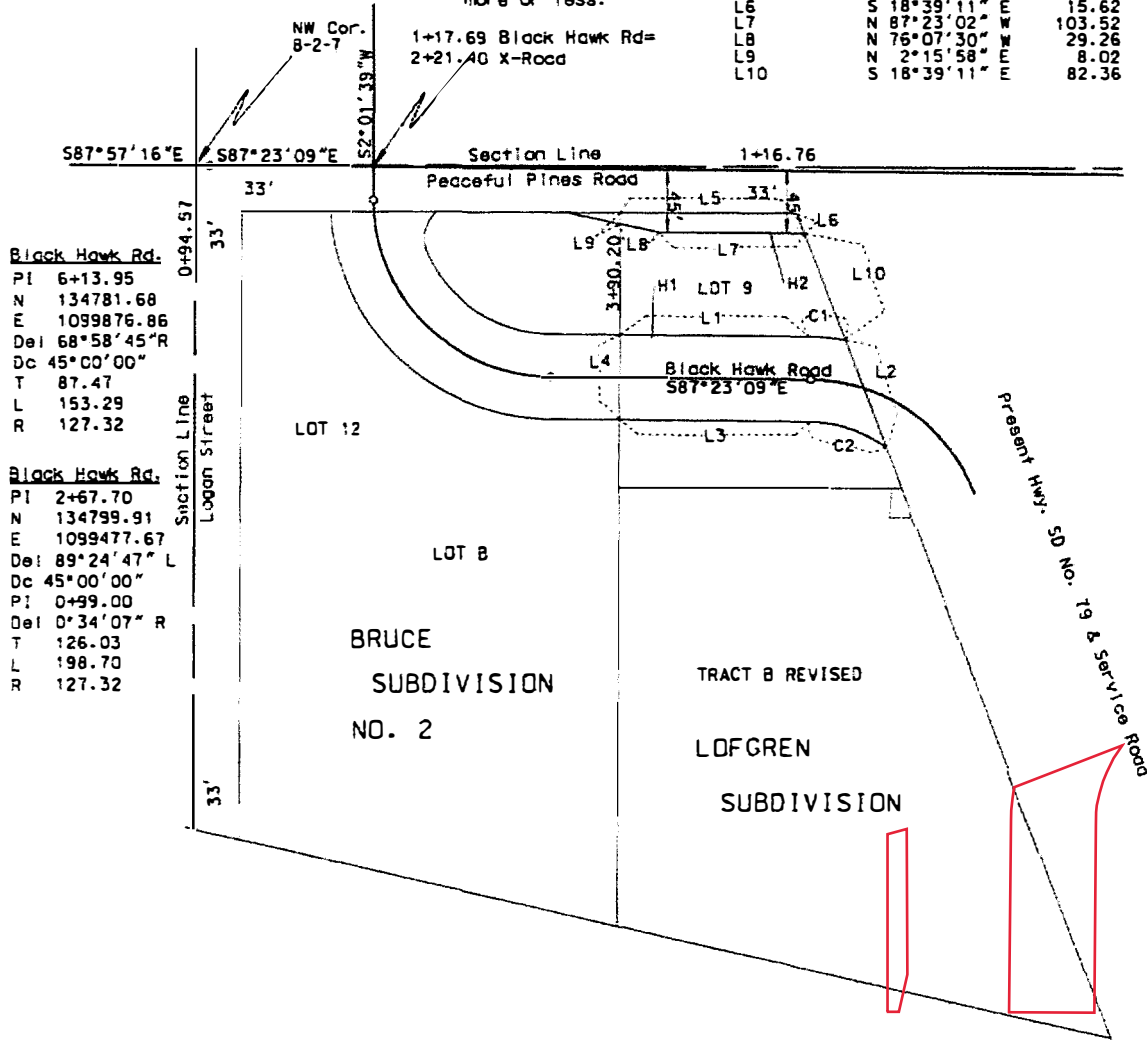 more or less.
L6 S 18°39'11" E 15.62
L7 N 87°23'02" W 103.52
L8 N 76°07'30" W 29.26
L9 N 2°15'58" E 8.02
L10 S 18°39'11" E 82.36
NW Cor.
8-2-7
1+17.69 Black Hawk Rd=
2+21.40 X-Road
S2°01'39"W
S87°57'16"E
S87°23'09"E
Section Line
1+16.76
Peaceful Pines Road
33'
33'
0+94.57
33'
45'
45'
L5
L6
L9
L8
L7
L10
3+90.20
H1
LOT 9
H2
L1
C1
L4
L2
Black Hawk Road
S87°23'09"E
L3
C2
Black Hawk Rd.
PI 6+13.95
N 134781.68
E 1099876.86
Del 68°58'45"R
Dc 45°00'00"
T 87.47
L 153.29
R 127.32
Black Hawk Rd.
PI 2+67.70
N 134799.91
E 1099477.67
Del 89°24'47" L
Dc 45°00'00"
PI 0+99.00
Del 0°34'07" R
T 126.03
L 198.70
R 127.32
Section Line
Logan Street
33'
LOT 12
LOT 8
BRUCE
SUBDIVISION
NO. 2
TRACT B REVISED
LOFGREN
SUBDIVISION
Present Hwy. SD No. 79 & Service Road